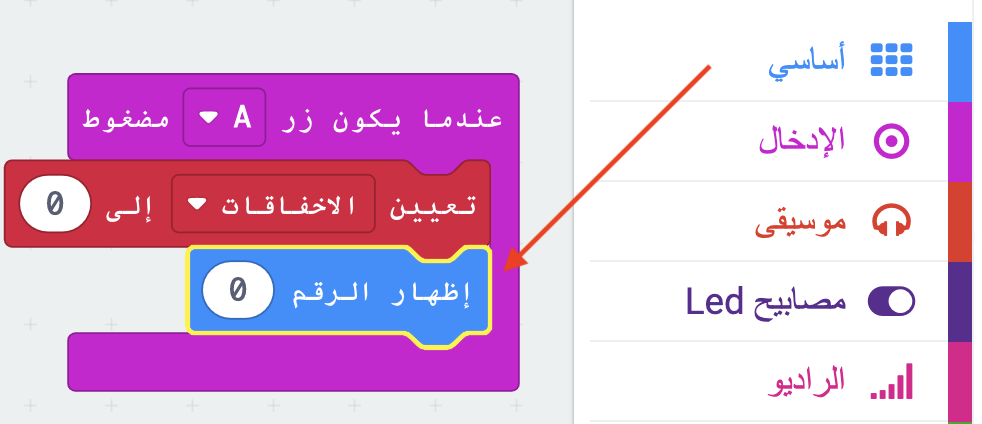 عندما يكون زر A مضغوط
تعيين الاخفاقات إلى 0
إظهار الرقم 0
أساسي
الإدخال
موسيقى
مصابيح Led
الراديو